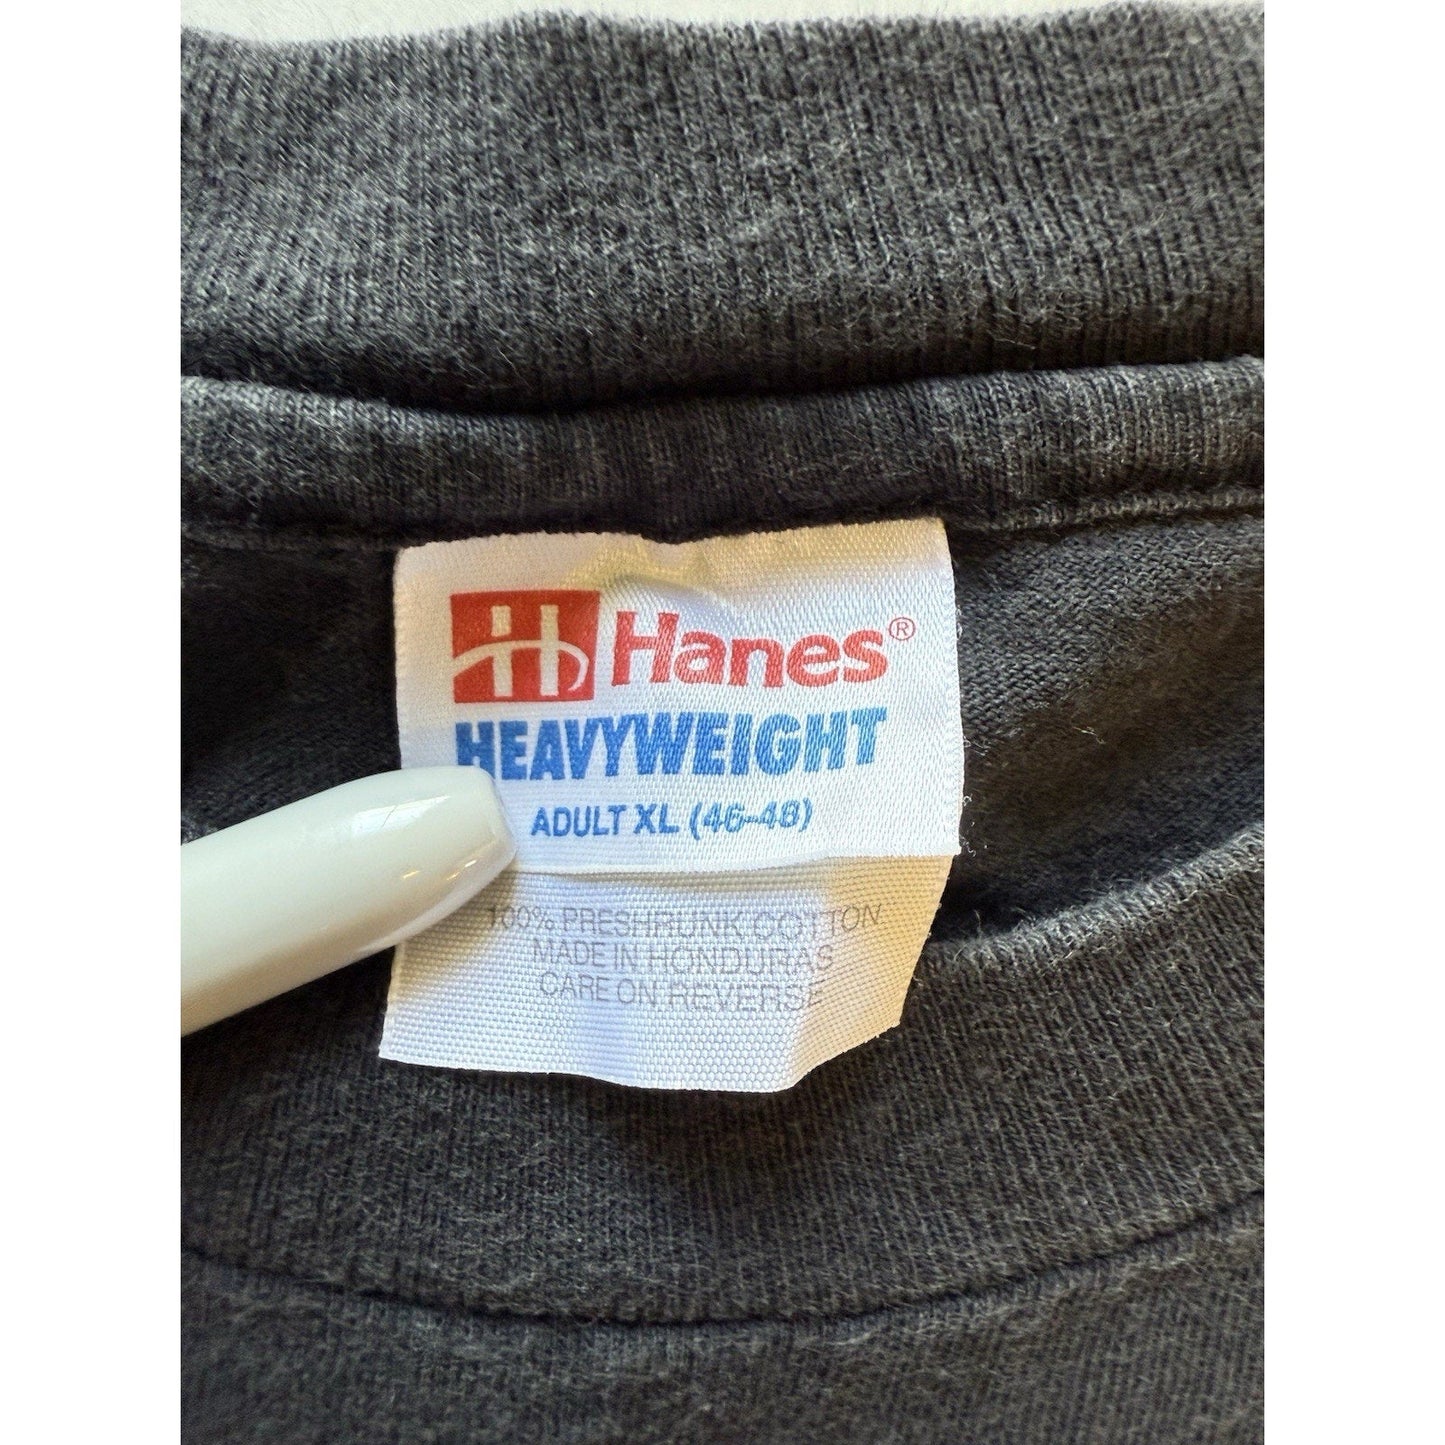 H Hanes®
HEAVYWEIGHT
ADULT XL (46-48)
100% PRESHRUNK COTTON
MADE IN HONDURAS
CARE ON REVERSE